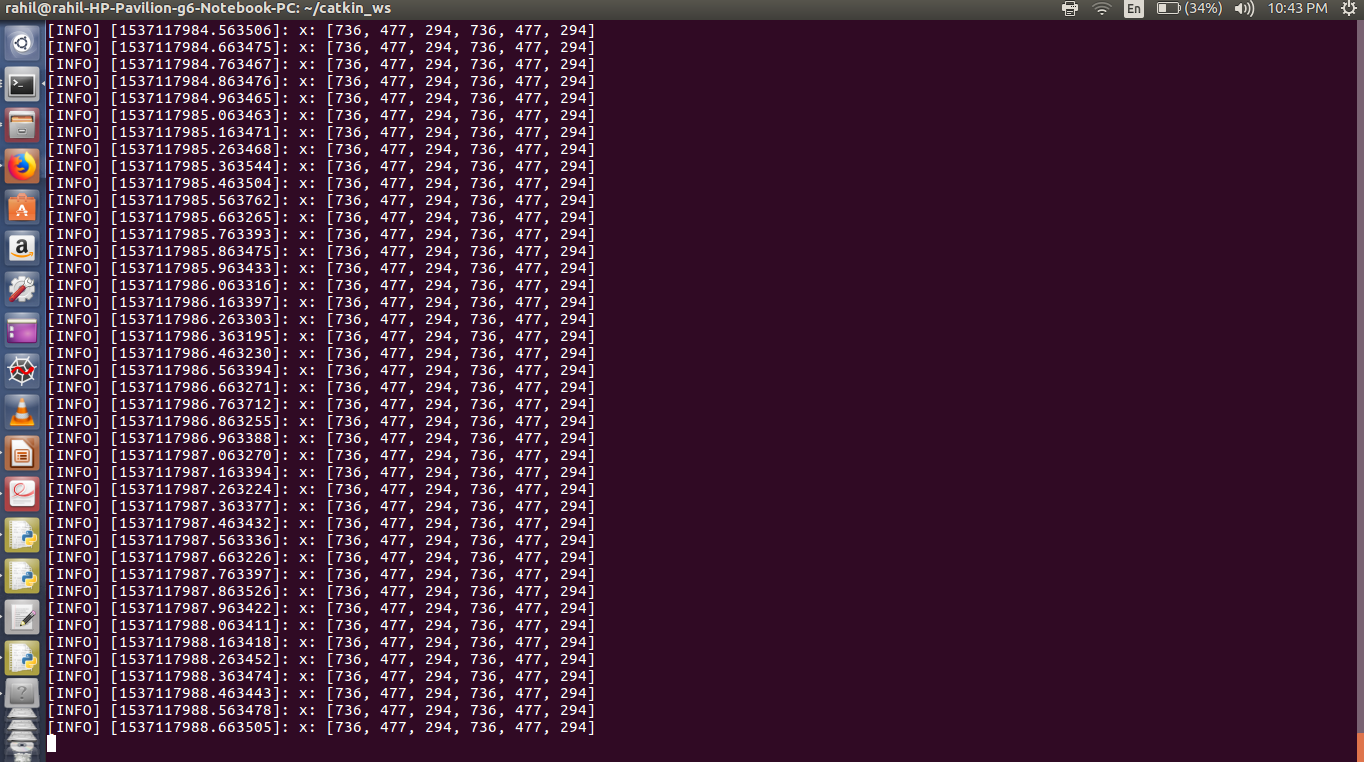 rahil@rahil-HP-Pavilion-g6-Notebook-PC: ~/catkin_ws En (34%) 10:43 PM
[INFO] [1537117984.563506]: x: [736, 477, 294, 736, 477, 294]
[INFO] [1537117984.663475]: x: [736, 477, 294, 736, 477, 294]
[INFO] [1537117984.763467]: x: [736, 477, 294, 736, 477, 294]
[INFO] [1537117984.863476]: x: [736, 477, 294, 736, 477, 294]
[INFO] [1537117984.963465]: x: [736, 477, 294, 736, 477, 294]
[INFO] [1537117985.063463]: x: [736, 477, 294, 736, 477, 294]
[INFO] [1537117985.163471]: x: [736, 477, 294, 736, 477, 294]
[INFO] [1537117985.263468]: x: [736, 477, 294, 736, 477, 294]
[INFO] [1537117985.363544]: x: [736, 477, 294, 736, 477, 294]
[INFO] [1537117985.463504]: x: [736, 477, 294, 736, 477, 294]
[INFO] [1537117985.563762]: x: [736, 477, 294, 736, 477, 294]
[INFO] [1537117985.663265]: x: [736, 477, 294, 736, 477, 294]
[INFO] [1537117985.763393]: x: [736, 477, 294, 736, 477, 294]
[INFO] [1537117985.863475]: x: [736, 477, 294, 736, 477, 294]
[INFO] [1537117985.963433]: x: [736, 477, 294, 736, 477, 294]
[INFO] [1537117986.063316]: x: [736, 477, 294, 736, 477, 294]
[INFO] [1537117986.163397]: x: [736, 477, 294, 736, 477, 294]
[INFO] [1537117986.263303]: x: [736, 477, 294, 736, 477, 294]
[INFO] [1537117986.363195]: x: [736, 477, 294, 736, 477, 294]
[INFO] [1537117986.463230]: x: [736, 477, 294, 736, 477, 294]
[INFO] [1537117986.563394]: x: [736, 477, 294, 736, 477, 294]
[INFO] [1537117986.663271]: x: [736, 477, 294, 736, 477, 294]
[INFO] [1537117986.763712]: x: [736, 477, 294, 736, 477, 294]
[INFO] [1537117986.863255]: x: [736, 477, 294, 736, 477, 294]
[INFO] [1537117986.963388]: x: [736, 477, 294, 736, 477, 294]
[INFO] [1537117987.063270]: x: [736, 477, 294, 736, 477, 294]
[INFO] [1537117987.163394]: x: [736, 477, 294, 736, 477, 294]
[INFO] [1537117987.263224]: x: [736, 477, 294, 736, 477, 294]
[INFO] [1537117987.363377]: x: [736, 477, 294, 736, 477, 294]
[INFO] [1537117987.463432]: x: [736, 477, 294, 736, 477, 294]
[INFO] [1537117987.563336]: x: [736, 477, 294, 736, 477, 294]
[INFO] [1537117987.663226]: x: [736, 477, 294, 736, 477, 294]
[INFO] [1537117987.763397]: x: [736, 477, 294, 736, 477, 294]
[INFO] [1537117987.863526]: x: [736, 477, 294, 736, 477, 294]
[INFO] [1537117987.963422]: x: [736, 477, 294, 736, 477, 294]
[INFO] [1537117988.063411]: x: [736, 477, 294, 736, 477, 294]
[INFO] [1537117988.163418]: x: [736, 477, 294, 736, 477, 294]
[INFO] [1537117988.263452]: x: [736, 477, 294, 736, 477, 294]
[INFO] [1537117988.363474]: x: [736, 477, 294, 736, 477, 294]
[INFO] [1537117988.463443]: x: [736, 477, 294, 736, 477, 294]
[INFO] [1537117988.563478]: x: [736, 477, 294, 736, 477, 294]
[INFO] [1537117988.663505]: x: [736, 477, 294, 736, 477, 294]